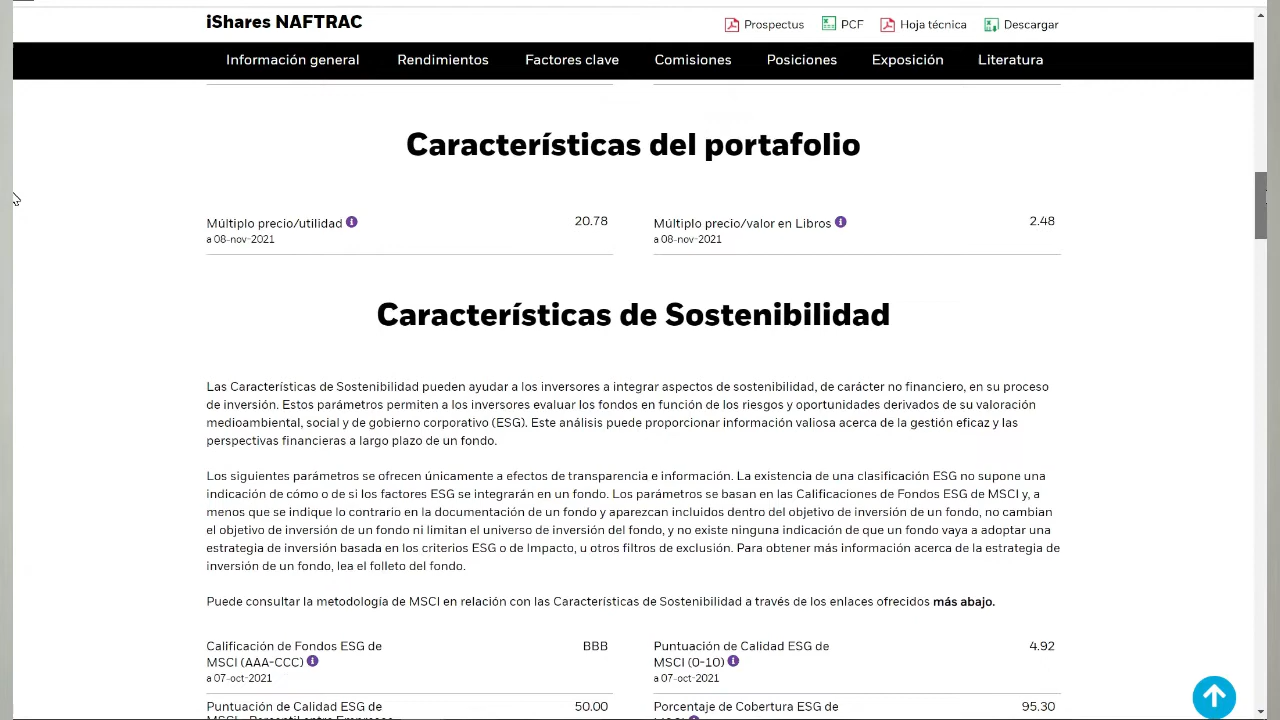 iShares NAFTRAC
Prospectus PCF Hoja técnica Descargar
Información general Rendimientos Factores clave Comisiones Posiciones Exposición Literatura
Características del portafolio
Múltiplo precio/utilidad 20.78
a 08-nov-2021
Múltiplo precio/valor en Libros 2.48
a 08-nov-2021
Características de Sostenibilidad
Las Características de Sostenibilidad pueden ayudar a los inversores a integrar aspectos de sostenibilidad, de carácter no financiero, en su proceso
de inversión. Estos parámetros permiten a los inversores evaluar los fondos en función de los riesgos y oportunidades derivados de su valoración
medioambiental, social y de gobierno corporativo (ESG). Este análisis puede proporcionar información valiosa acerca de la gestión eficaz y las
perspectivas financieras a largo plazo de un fondo.
Los siguientes parámetros se ofrecen únicamente a efectos de transparencia e información. La existencia de una clasificación ESG no supone una
indicación de cómo o de si los factores ESG se integrarán en un fondo. Los parámetros se basan en las Calificaciones de Fondos ESG de MSCI y, a
menos que se indique lo contrario en la documentación de un fondo y aparezcan incluidos dentro del objetivo de inversión de un fondo, no cambian
el objetivo de inversión de un fondo ni limitan el universo de inversión del fondo, y no existe ninguna indicación de que un fondo vaya a adoptar una
estrategia de inversión basada en los criterios ESG o de Impacto, u otros filtros de exclusión. Para obtener más información acerca de la estrategia de
inversión de un fondo, lea el folleto del fondo.
Puede consultar la metodología de MSCI en relación con las Características de Sostenibilidad a través de los enlaces ofrecidos más abajo.
Calificación de Fondos ESG de BBB
MSCI (AAA-CCC)
a 07-oct-2021
Puntuación de Calidad ESG de 4.92
MSCI (0-10)
a 07-oct-2021
Puntuación de Calidad ESG de 50.00
MSCI - Percentil entre Empresas
Porcentaje de Cobertura ESG de 95.30
MSCI